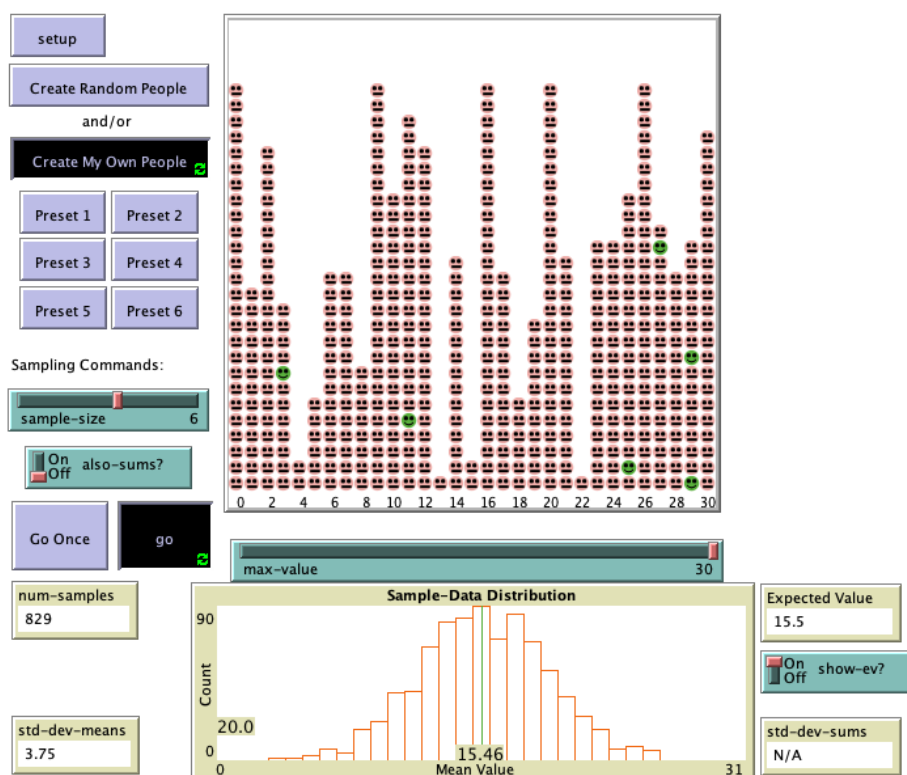 setup
Create Random People
and/or
Create My Own People
Preset 1 Preset 2
Preset 3 Preset 4
Preset 5 Preset 6
Sampling Commands:
sample-size 6
On
Off
also-sums?
Go Once go
0 2 4 6 8 10 12 14 16 18 20 22 24 26 28 30
max-value 30
num-samples
829
std-dev-means
3.75
Sample-Data Distribution
90
Count
20.0
0
15.46
0 Mean Value 31
Expected Value
15.5
On
Off
show-ev?
std-dev-sums
N/A